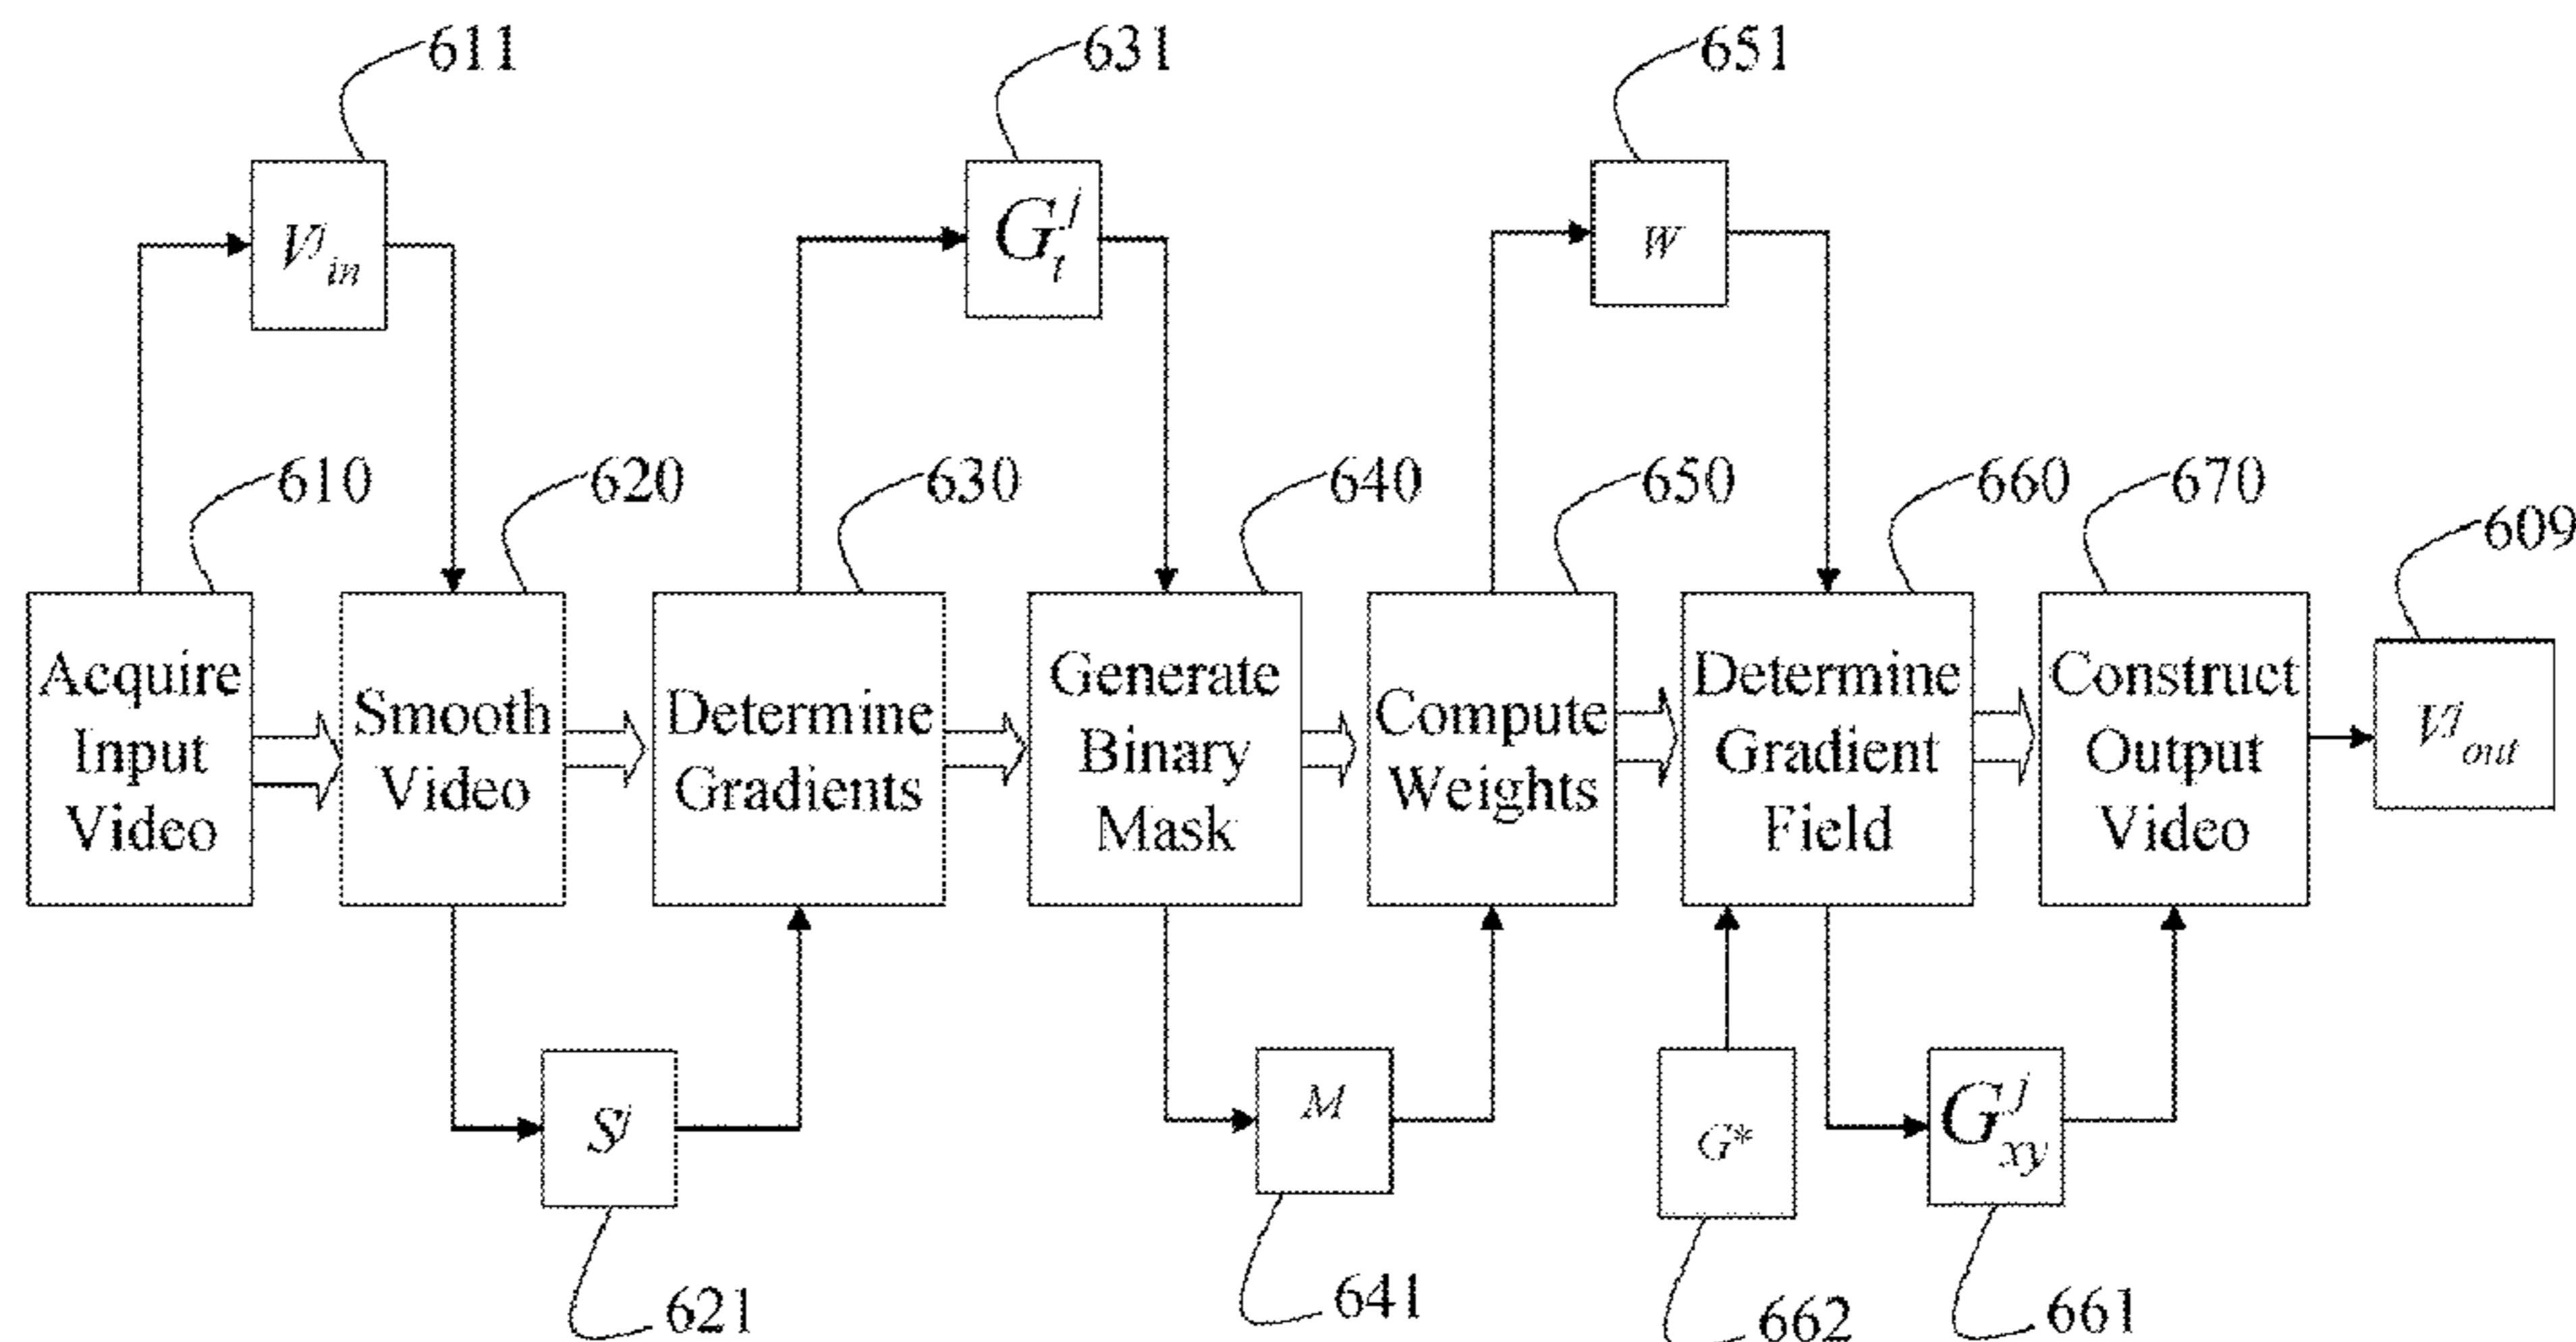 611
631
651
V^j_in
G^j_t
W
610
620
630
640
650
660
670
609
Acquire
Input
Video
Smooth
Video
Determine
Gradients
Generate
Binary
Mask
Compute
Weights
Determine
Gradient
Field
Construct
Output
Video
V^j_out
S^j
M
G*
G^j_xy
621
641
662
661